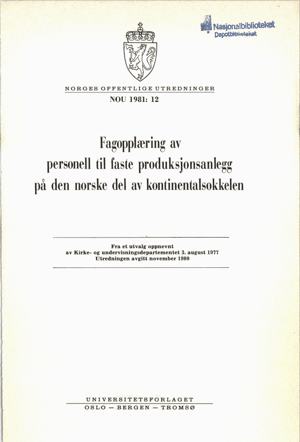 Nasjonalbiblioteket
Depotbiblioteket
NORGES OFFENTLIGE UTREDNINGER
NOU 1981: 12
Fagopplæring av
personell til faste produksjonsanlegg
på den norske del av kontinentalsokkelen
Fra et utvalg oppnevnt
av Kirke- og undervisningsdepartementet 5. august 1977
Utredningen avgitt november 1980
UNIVERSITETSFORLAGET
OSLO — BERGEN — TROMSØ